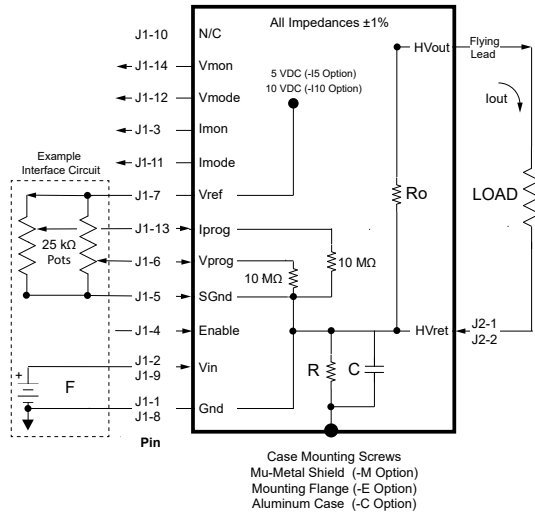 All Impedances ±1%
J1-10 N/C
J1-14 Vmon
J1-12 Vmode
J1-3 Imon
J1-11 Imode
J1-7 Vref
J1-13 Iprog
J1-6 Vprog
J1-5 SGnd
J1-4 Enable
J1-2
J1-9
Vin
J1-1
J1-8
Gnd
Pin
5 VDC (-I5 Option)
10 VDC (-I10 Option)
Example
Interface Circuit
25 kΩ
Pots
+
F
10 MΩ
10 MΩ
R
C
Ro
HVout
Flying
Lead
Iout
LOAD
HVret
J2-1
J2-2
Case Mounting Screws
Mu-Metal Shield (-M Option)
Mounting Flange (-E Option)
Aluminum Case (-C Option)